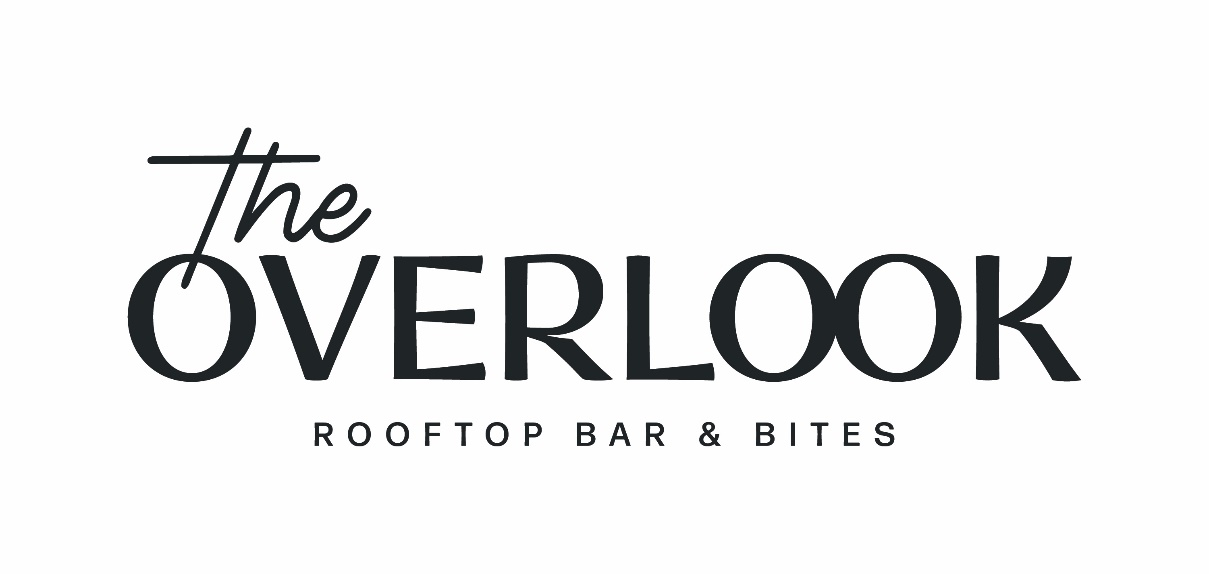 the
OVERLOOK
ROOFTOP BAR & BITES